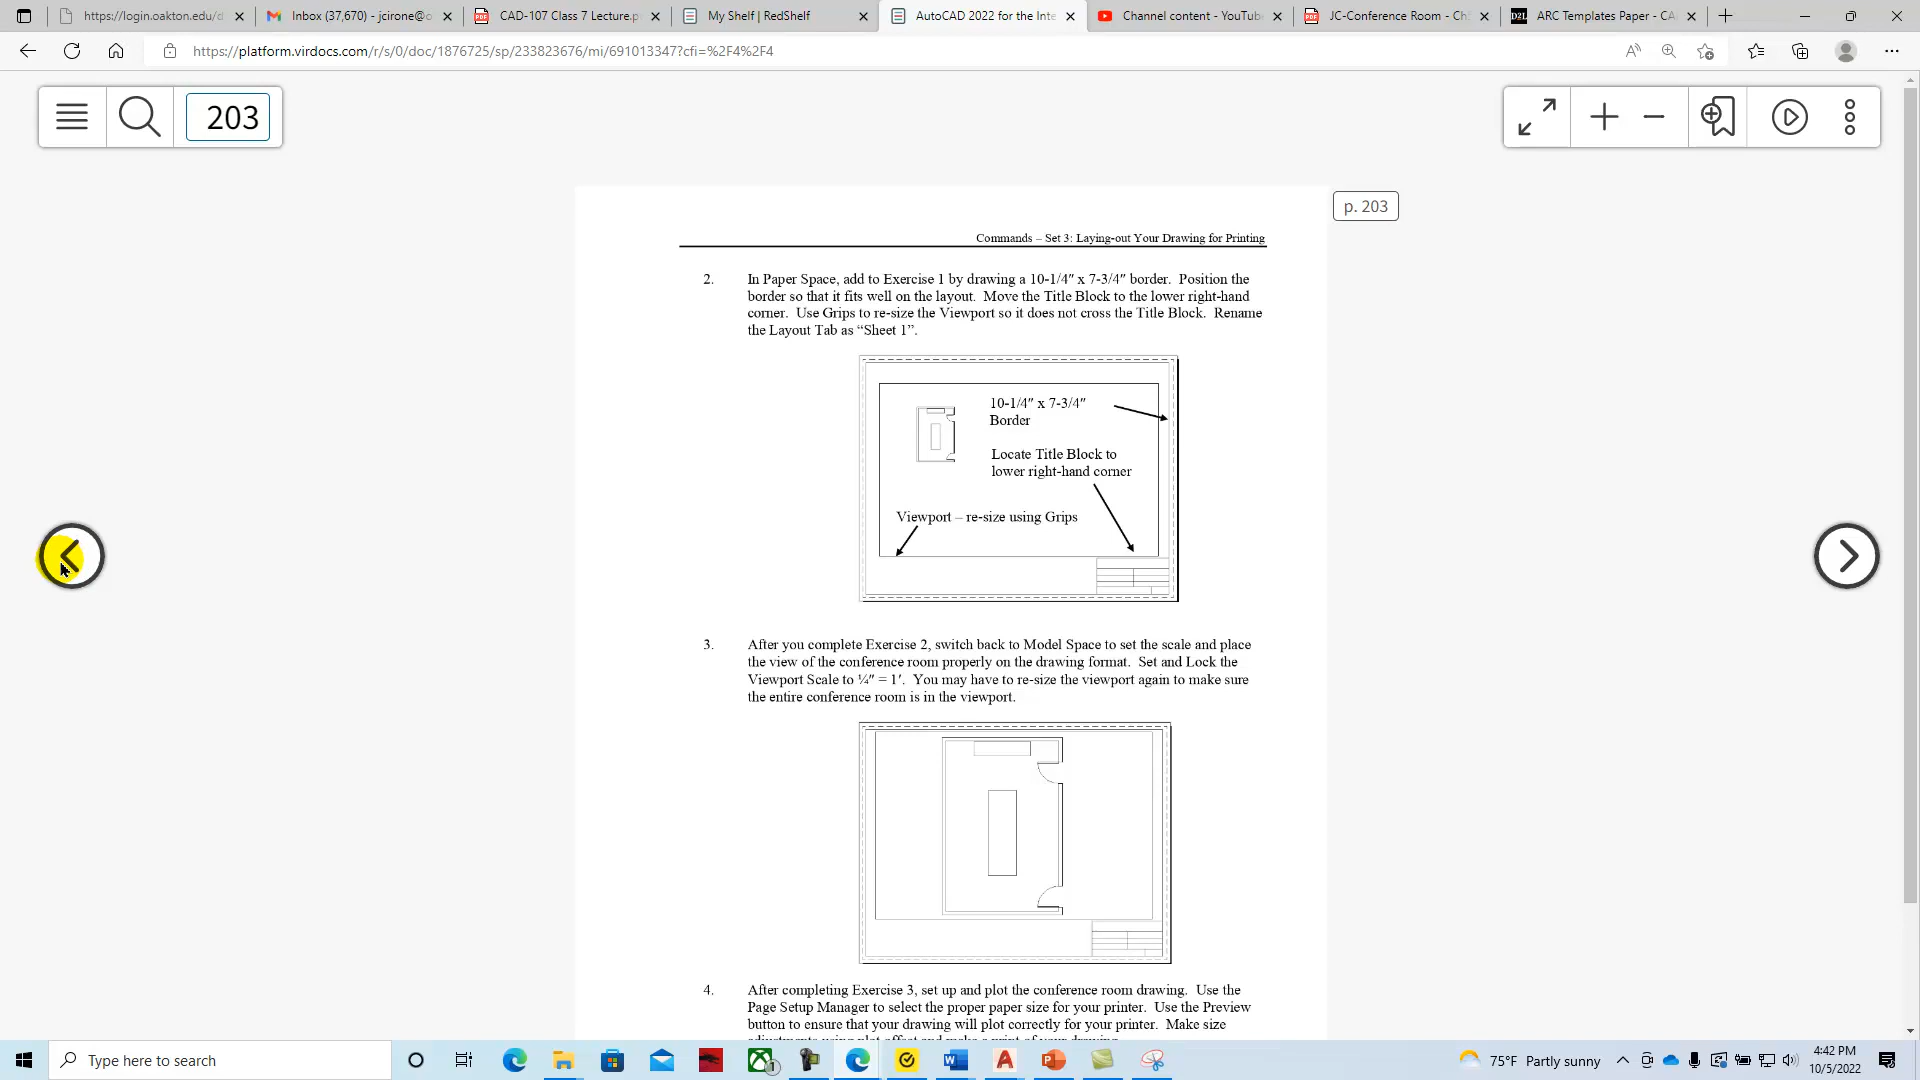 https://login.oakton.edu/d
Inbox (37,670) - jcirone@o
CAD-107 Class 7 Lecture.p
My Shelf | RedShelf
AutoCAD 2022 for the Inte
Channel content - YouTube
JC-Conference Room - Ch
ARC Templates Paper - CA
https://platform.virdocs.com/r/s/0/doc/1876725/sp/233823676/mi/691013347?cfi=%2F4%2F4
203
p. 203
Commands – Set 3: Laying-out Your Drawing for Printing
2. In Paper Space, add to Exercise 1 by drawing a 10-1/4″ x 7-3/4″ border. Position the
border so that it fits well on the layout. Move the Title Block to the lower right-hand
corner. Use Grips to re-size the Viewport so it does not cross the Title Block. Rename
the Layout Tab as “Sheet 1”.
10-1/4″ x 7-3/4″
Border
Locate Title Block to
lower right-hand corner
Viewport – re-size using Grips
3. After you complete Exercise 2, switch back to Model Space to set the scale and place
the view of the conference room properly on the drawing format. Set and Lock the
Viewport Scale to ¼″ = 1′. You may have to re-size the viewport again to make sure
the entire conference room is in the viewport.
4. After completing Exercise 3, set up and plot the conference room drawing. Use the
Page Setup Manager to select the proper paper size for your printer. Use the Preview
button to ensure that your drawing will plot correctly for your printer. Make size
Type here to search
75°F Partly sunny
4:42 PM
10/5/2022